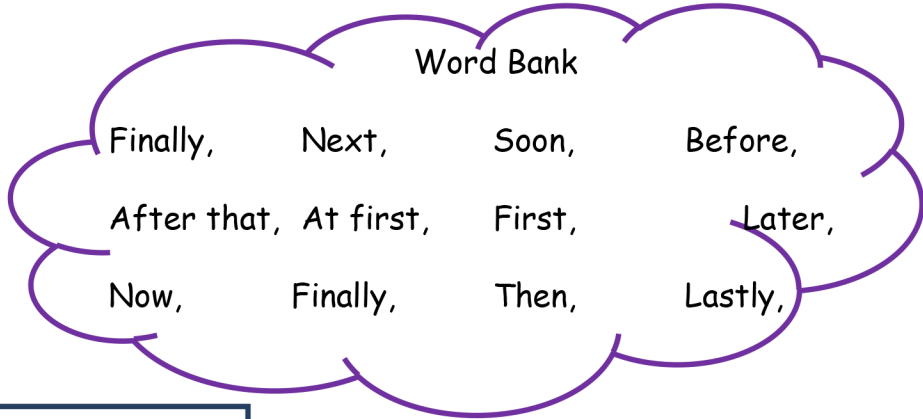 Word Bank
Finally, Next, Soon, Before,
After that, At first, First, Later,
Now, Finally, Then, Lastly,